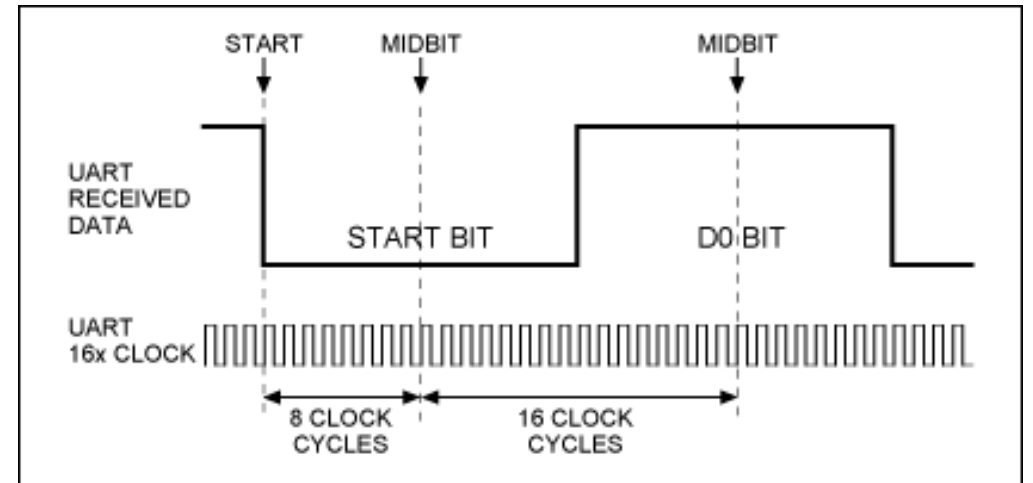 START
MIDBIT
MIDBIT
UART
RECEIVED
DATA
START BIT
D0 BIT
UART
16x CLOCK
8 CLOCK
CYCLES
16 CLOCK
CYCLES